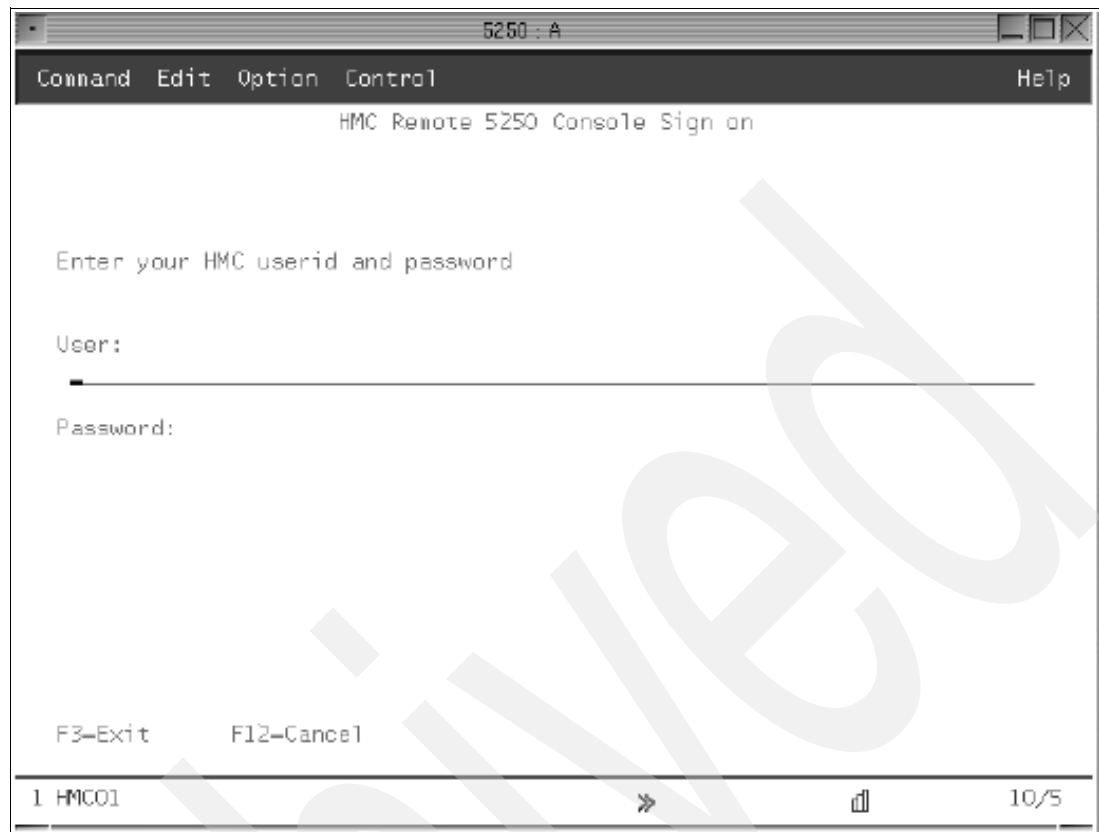 5250 : A
Command Edit Option Control Help
HMC Remote 5250 Console Sign on
Enter your HMC userid and password
User:
Password:
F3=Exit F12=Cancel
1 HMC01 10/5